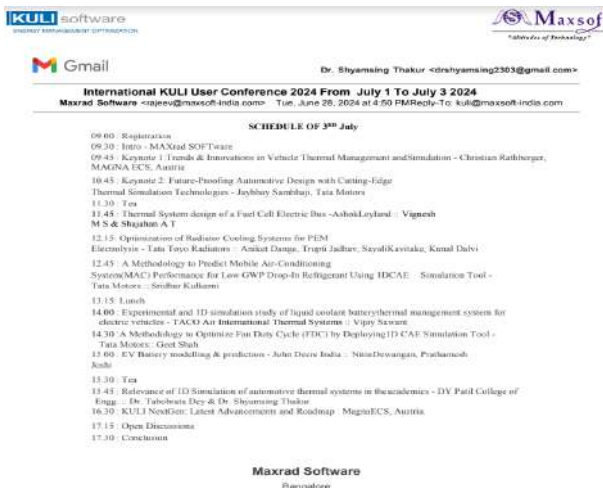 KULI software
ENERGY MANAGEMENT OPTIMISATION
Maxsof
"Altitudes of Technology"
Gmail
Dr. Shyamsing Thakur <drshyamsing2303@gmail.com>
International KULI User Conference 2024 From July 1 To July 3 2024
Maxrad Software <rajeev@maxsoft-india.com> Tue, June 28, 2024 at 4:50 PMReply-To: kuli@maxsoft-india.com
SCHEDULE OF 3RD July
09.00 : Registration
09.30 : Intro - MAXrad SOFTware
09.45 : Keynote 1:Trends & Innovations in Vehicle Thermal Management andSimulation - Christian Rathberger,
MAGNA ECS, Austria
10.45 : Keynote 2: Future-Proofing Automotive Design with Cutting-Edge
Thermal Simulation Technologies - Jaybhay Sambhaji, Tata Motors
11.30 : Tea
11.45 : Thermal System design of a Fuel Cell Electric Bus -AshokLeyland :: Vignesh
M S & Shajahan A T
12.15: Optimization of Radiator Cooling Systems for PEM
Electrolysis - Tata Toyo Radiators :: Aniket Dange, Trupti Jadhav, SayaliKavitake, Kunal Dalvi
12.45 : A Methodology to Predict Mobile Air-Conditioning
System(MAC) Performance for Low GWP Drop-In Refrigerant Using 1DCAE Simulation Tool -
Tata Motors :: Sridhar Kulkarni
13.15: Lunch
14.00 : Experimental and 1D simulation study of liquid coolant batterythermal management system for
electric vehicles - TACO Air International Thermal Systems :: Vijay Sawant
14.30 :A Methodology to Optimize Fan Duty Cycle (FDC) by Deploying1D CAE Simulation Tool -
Tata Motors:: Geet Shah
15.00 : EV Battery modelling & prediction - John Deere India :: NitinDewangan, Prathamesh
Joshi
15.30 : Tea
15.45 : Relevance of 1D Simulation of automotive thermal systems in theacademics - DY Patil College of
Engg. :: Dr. Tabobrata Dey & Dr. Shyamsing Thakur
16.30 : KULI NextGen: Latest Advancements and Roadmap MagnaECS, Austria
17.15 : Open Discussions
17.30 : Conclusion
Maxrad Software
Bangalore